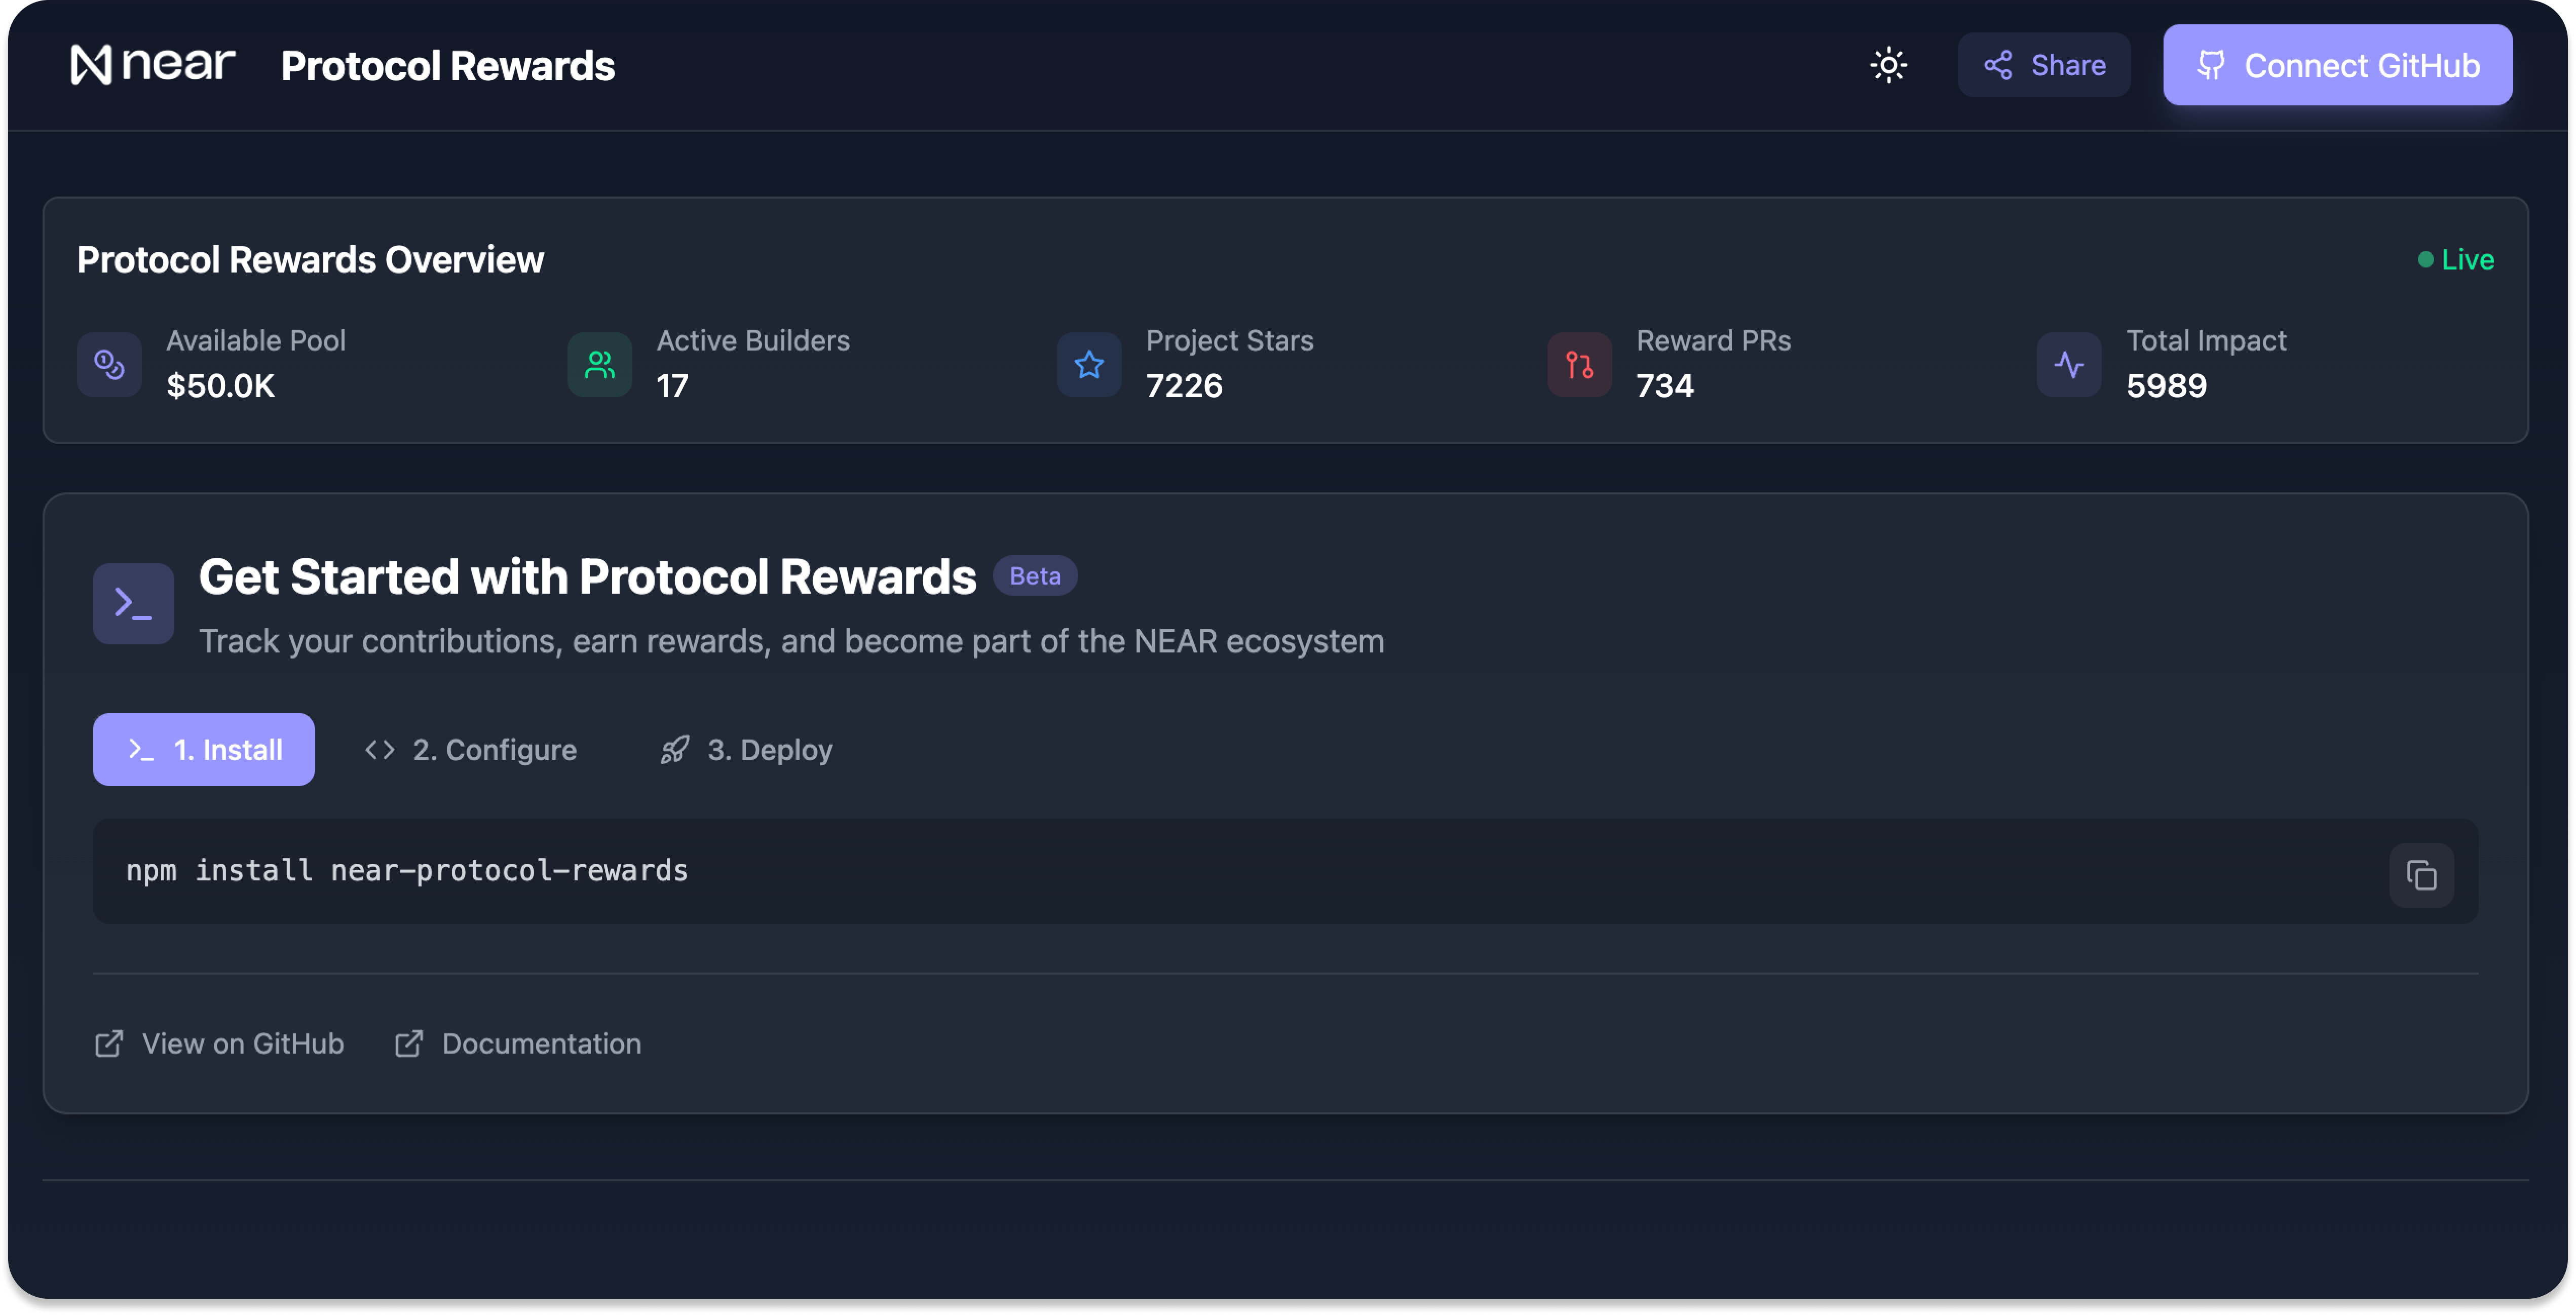 near Protocol Rewards
Share
Connect GitHub
Protocol Rewards Overview
Live
Available Pool
$50.0K
Active Builders
17
Project Stars
7226
Reward PRs
734
Total Impact
5989
Get Started with Protocol Rewards Beta
Track your contributions, earn rewards, and become part of the NEAR ecosystem
1. Install
2. Configure
3. Deploy
npm install near-protocol-rewards
View on GitHub
Documentation